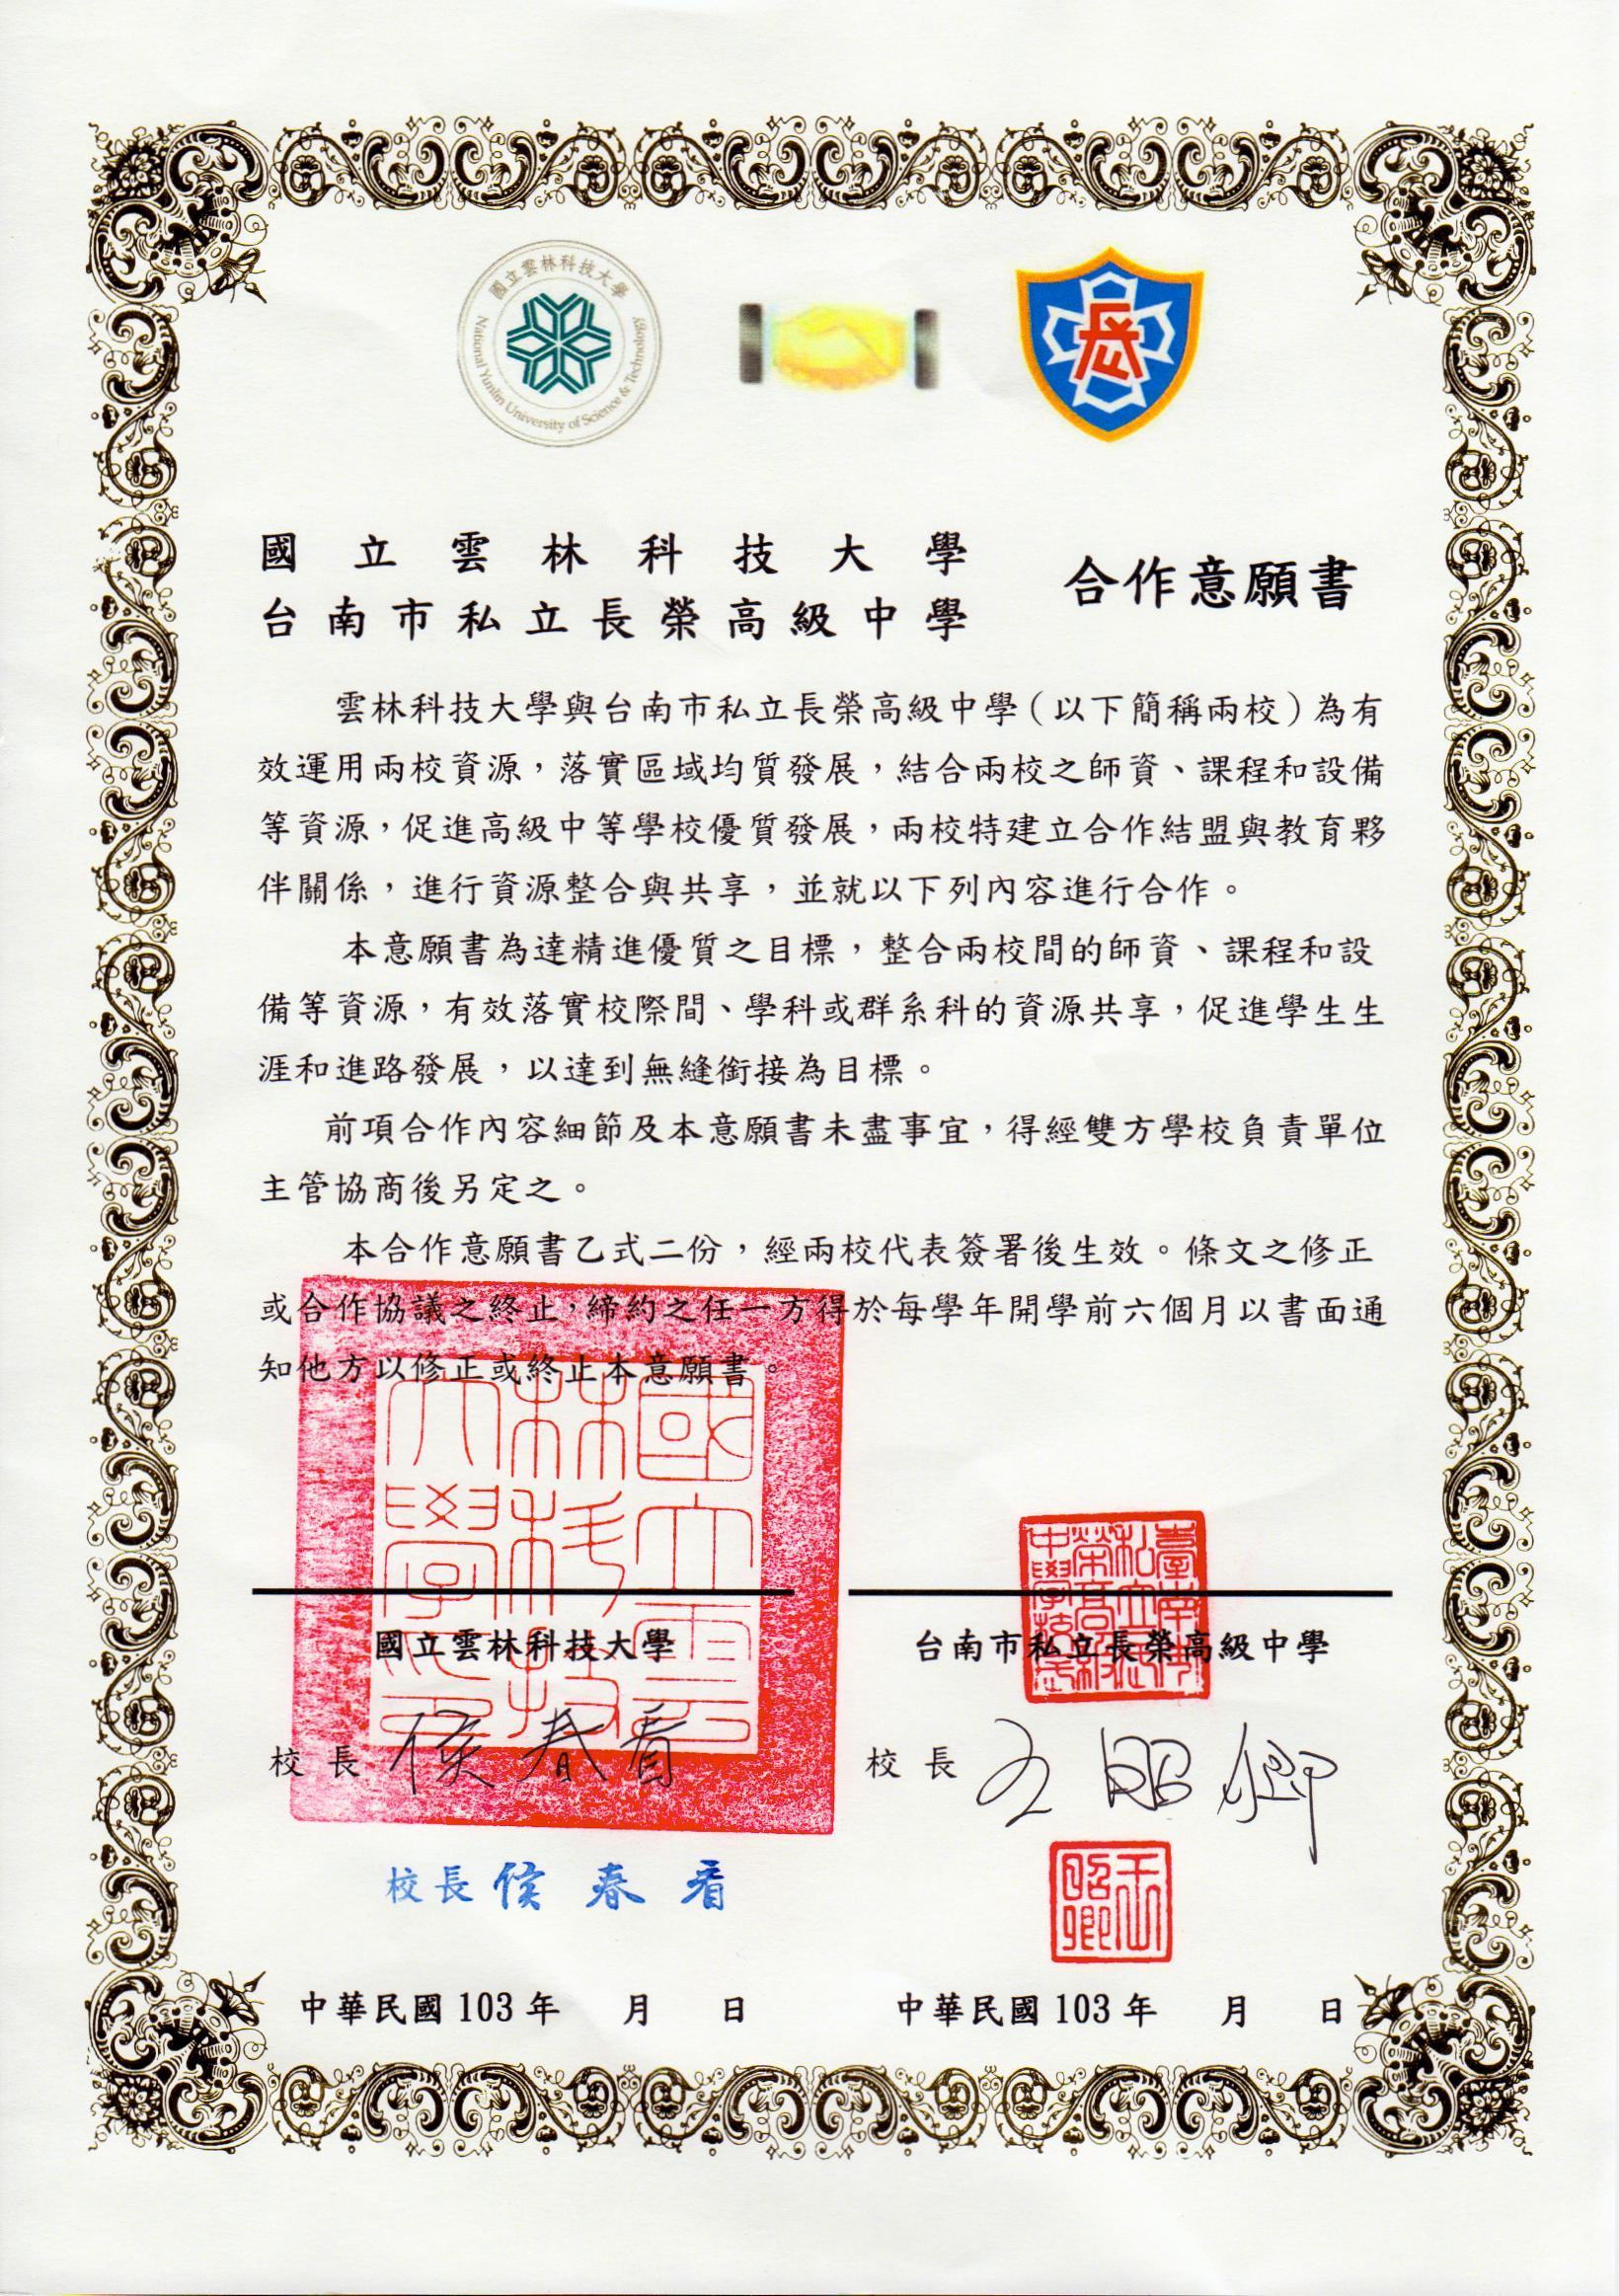 國立雲林科技大學
National Yunlin University of Science & Technology
國立雲林科技大學
台南市私立長榮高級中學
合作意願書
雲林科技大學與台南市私立長榮高級中學（以下簡稱兩校）為有
效運用兩校資源，落實區域均質發展，結合兩校之師資、課程和設備
等資源，促進高級中等學校優質發展，兩校特建立合作結盟與教育夥
伴關係，進行資源整合與共享，並就以下列內容進行合作。
本意願書為達精進優質之目標，整合兩校間的師資、課程和設
備等資源，有效落實校際間、學科或群系科的資源共享，促進學生生
涯和進路發展，以達到無縫銜接為目標。
前項合作內容細節及本意願書未盡事宜，得經雙方學校負責單位
主管協商後另定之。
本合作意願書乙式二份，經兩校代表簽署後生效。條文之修正
或合作協議之終止，締約之任一方得於每學年開學前六個月以書面通
知他方以修正或終止本意願書。
國立雲林科技大學
台南市私立長榮高級中學
校長 侯春看
校長 王昭卿
校長侯春看
王昭卿
中華民國 103 年 月 日
中華民國 103 年 月 日